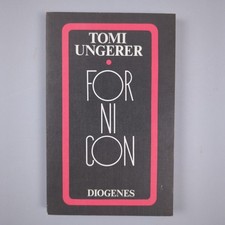 TOMI
UNGERER
FOR
NI
CON
DIOGENES